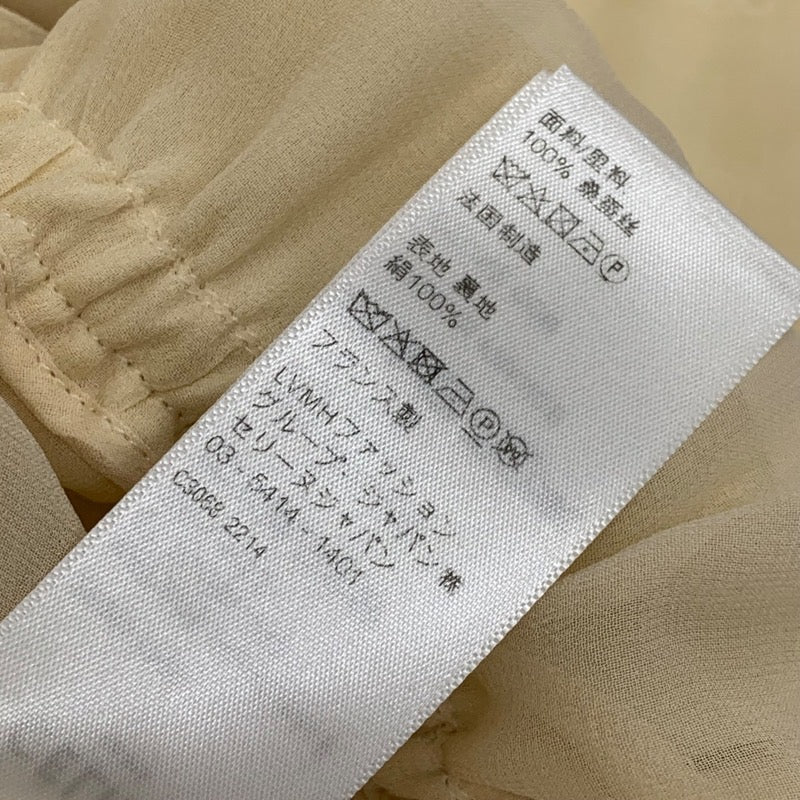 面料/里料
100% 桑蚕丝
法国制造
表地 裏地
絹100%
フランス製
LVMHファッション
グループ・ジャパン 株
セリーヌジャパン
03-5414-1401
C3068 2214